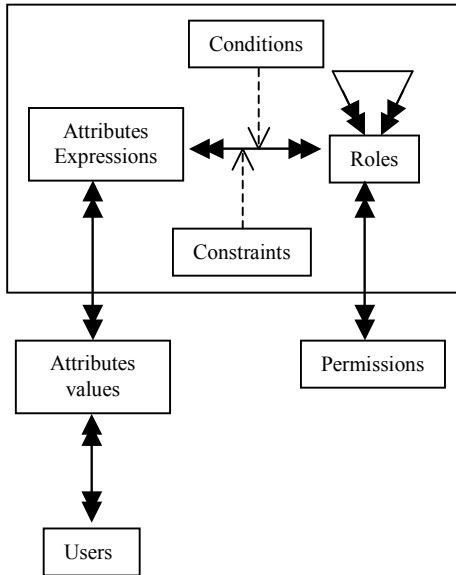 Conditions
Attributes
Expressions
Roles
Constraints
Attributes
values
Permissions
Users